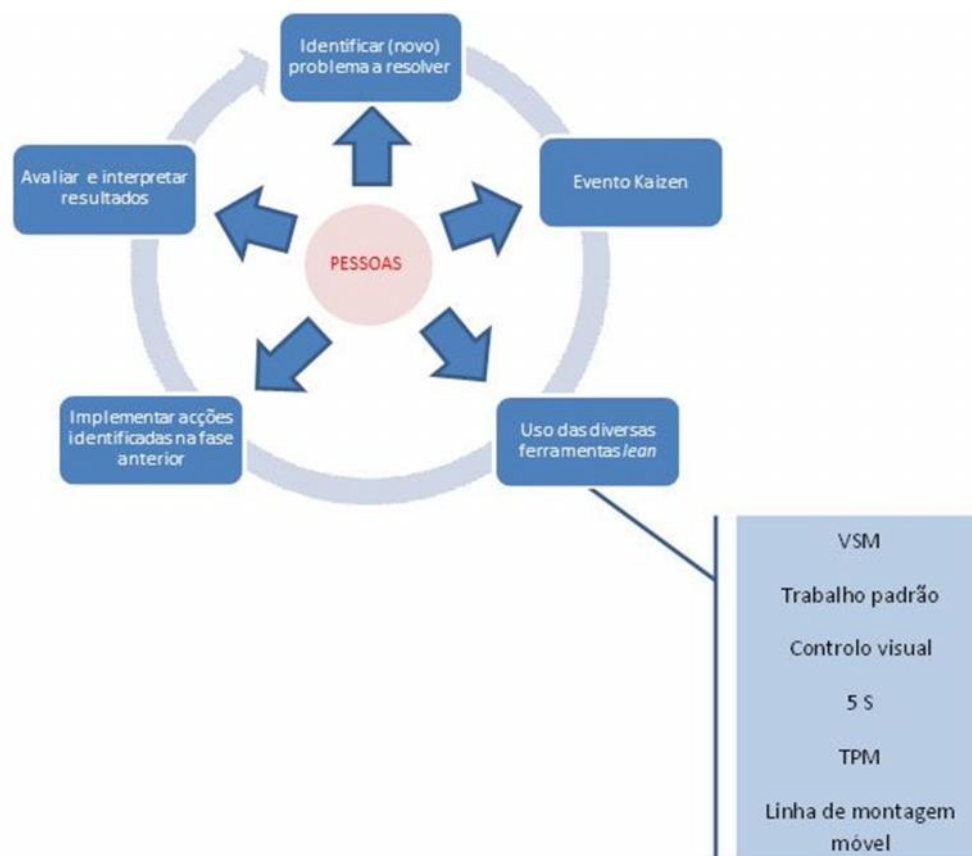 Identificar (novo)
problema a resolver
Avaliar e interpretar
resultados
Evento Kaizen
PESSOAS
Implementar acções
identificadas na fase
anterior
Uso das diversas
ferramentas lean
VSM
Trabalho padrão
Controlo visual
5 S
TPM
Linha de montagem
móvel